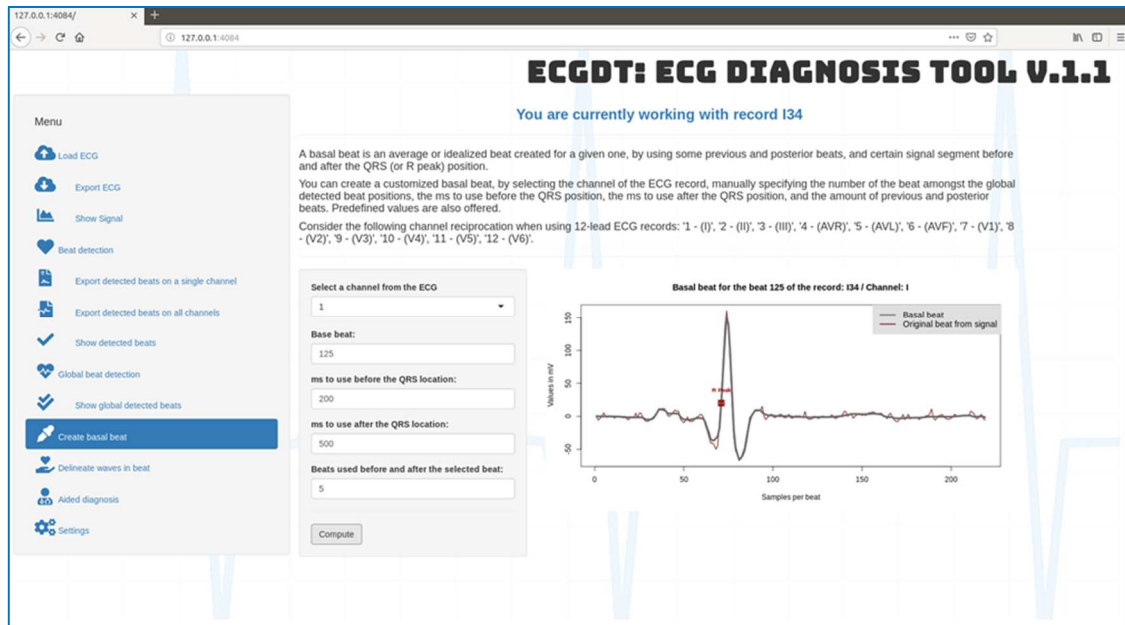 127.0.0.1:4084/
127.0.0.1:4084
ECGDT: ECG DIAGNOSIS TOOL V.1.1
Menu
Load ECG
Export ECG
Show Signal
Beat detection
Export detected beats on a single channel
Export detected beats on all channels
Show detected beats
Global beat detection
Show global detected beats
Create basal beat
Delineate waves in beat
Aided diagnosis
Settings
You are currently working with record I34
A basal beat is an average or idealized beat created for a given one, by using some previous and posterior beats, and certain signal segment before
and after the QRS (or R peak) position.
You can create a customized basal beat, by selecting the channel of the ECG record, manually specifying the number of the beat amongst the global
detected beat positions, the ms to use before the QRS position, the ms to use after the QRS position, and the amount of previous and posterior
beats. Predefined values are also offered.
Consider the following channel reciprocation when using 12-lead ECG records: '1 - (I)', '2 - (II)', '3 - (III)', '4 - (AVR)', '5 - (AVL)', '6 - (AVF)', '7 - (V1)', '8
- (V2)', '9 - (V3)', '10 - (V4)', '11 - (V5)', '12 - (V6)'.
Select a channel from the ECG
1
Base beat:
125
ms to use before the QRS location:
200
ms to use after the QRS location:
500
Beats used before and after the selected beat:
5
Compute
Basal beat for the beat 125 of the record: I34 / Channel: I
Basal beat
Original beat from signal
Values in mV
150
100
50
0
-50
R Peak
0 50 100 150 200
Samples per beat